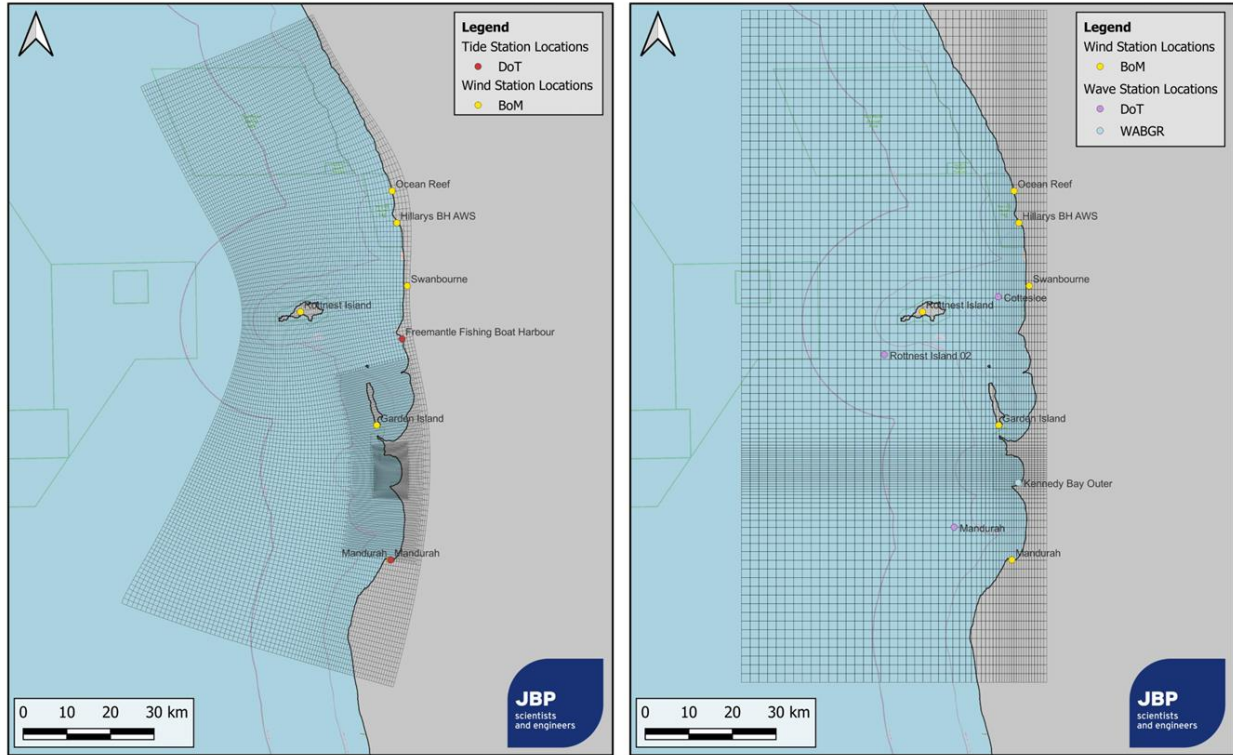 Legend
Tide Station Locations
DoT
Wind Station Locations
BoM
Ocean Reef
Hillarys BH AWS
Swanbourne
Rottnest Island
Freemantle Fishing Boat Harbour
Garden Island
Mandurah Mandurah
0 10 20 30 km
JBP
scientists
and engineers
Legend
Wind Station Locations
BoM
Wave Station Locations
DoT
WABGR
Ocean Reef
Hillarys BH AWS
Swanbourne
Cottesloe
Rottnest Island
Rottnest Island 02
Garden Island
Kennedy Bay Outer
Mandurah
Mandurah
0 10 20 30 km
JBP
scientists
and engineers